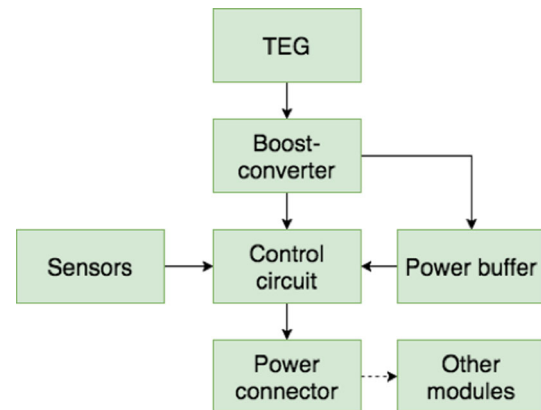 TEG
Boost-
converter
Sensors
Control
circuit
Power buffer
Power
connector
Other
modules